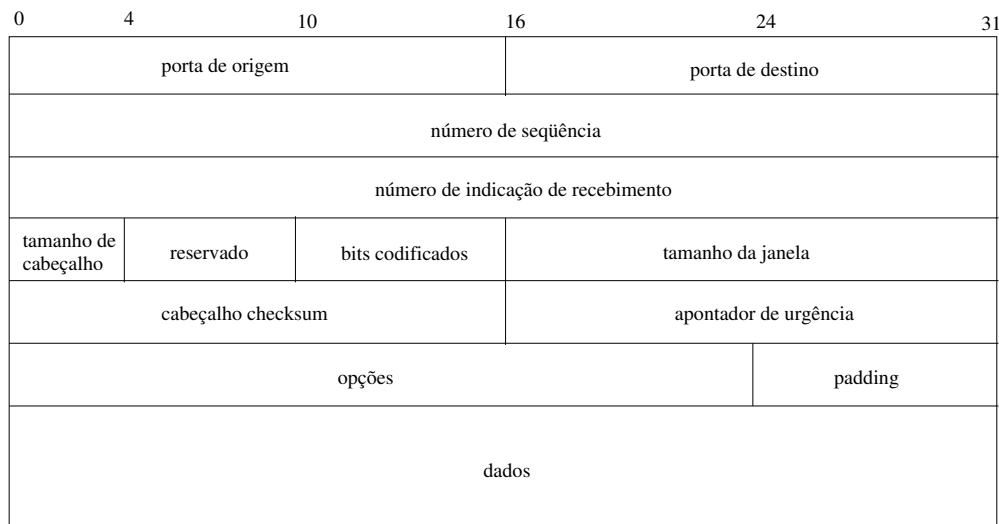 0 4 10 16 24 31
porta de origem porta de destino
número de seqüência
número de indicação de recebimento
tamanho de
cabeçalho reservado bits codificados tamanho da janela
cabeçalho checksum apontador de urgência
opções padding
dados